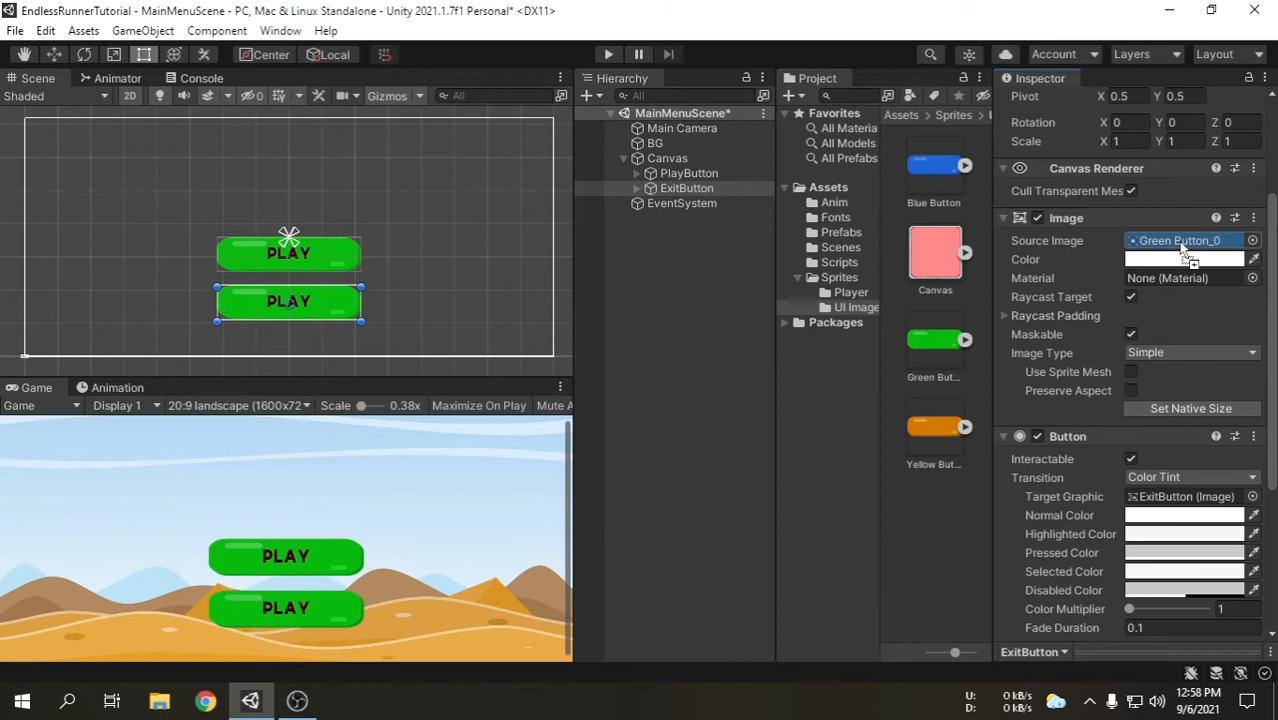 EndlessRunnerTutorial - MainMenuScene - PC, Mac & Linux Standalone - Unity 2021.1.7f1 Personal* <DX11>
File Edit Assets GameObject Component Window Help
Center Local Account Layers Layout
Scene Animator Console
Shaded 2D 0 Gizmos All
PLAY
PLAY
Game Animation
Game Display 1 20:9 landscape (1600x72 Scale 0.38x Maximize On Play Mute A
PLAY
PLAY
Hierarchy
All
MainMenuScene*
Main Camera
BG
Canvas
PlayButton
ExitButton
EventSystem
Project
Favorites
All Materia
All Models
All Prefabs
Assets
Anim
Fonts
Prefabs
Scenes
Scripts
Sprites
Player
UI Image
Packages
Assets Sprites U
Blue Button
Canvas
Green But...
Yellow But...
Inspector
Pivot X 0.5 Y 0.5
Rotation X 0 Y 0 Z 0
Scale X 1 Y 1 Z 1
Canvas Renderer
Cull Transparent Mes
Image
Source Image Green Button_0
Color
Material None (Material)
Raycast Target
Raycast Padding
Maskable
Image Type Simple
Use Sprite Mesh
Preserve Aspect
Set Native Size
Button
Interactable
Transition Color Tint
Target Graphic ExitButton (Image)
Normal Color
Highlighted Color
Pressed Color
Selected Color
Disabled Color
Color Multiplier 1
Fade Duration 0.1
ExitButton
U: 0 kB/s
D: 0 kB/s
12:58 PM
9/6/2021